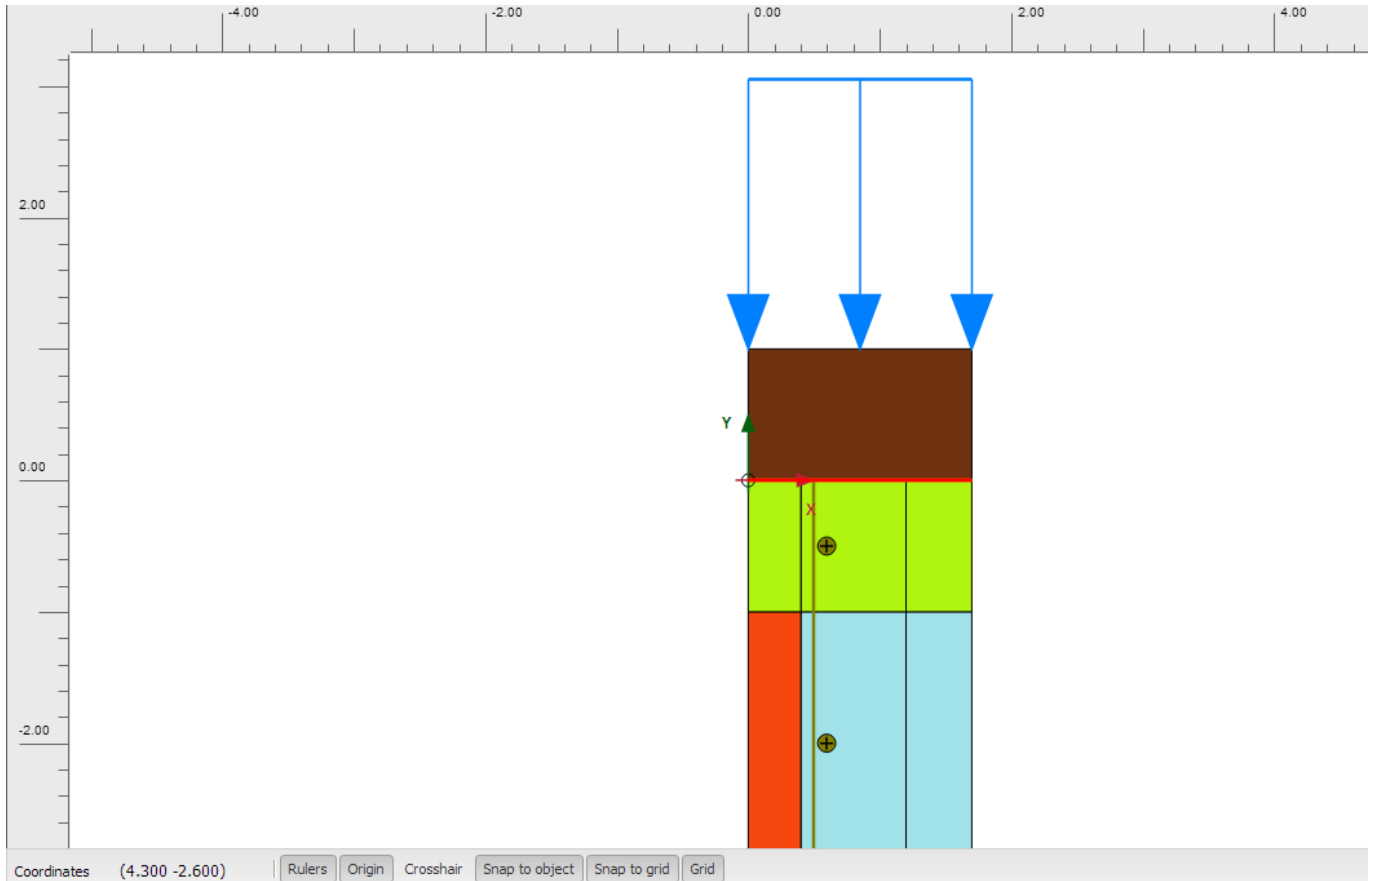 -4.00 -2.00 0.00 2.00 4.00
2.00
Y
0.00
X
-2.00
Coordinates (4.300 -2.600) Rulers Origin Crosshair Snap to object Snap to grid Grid